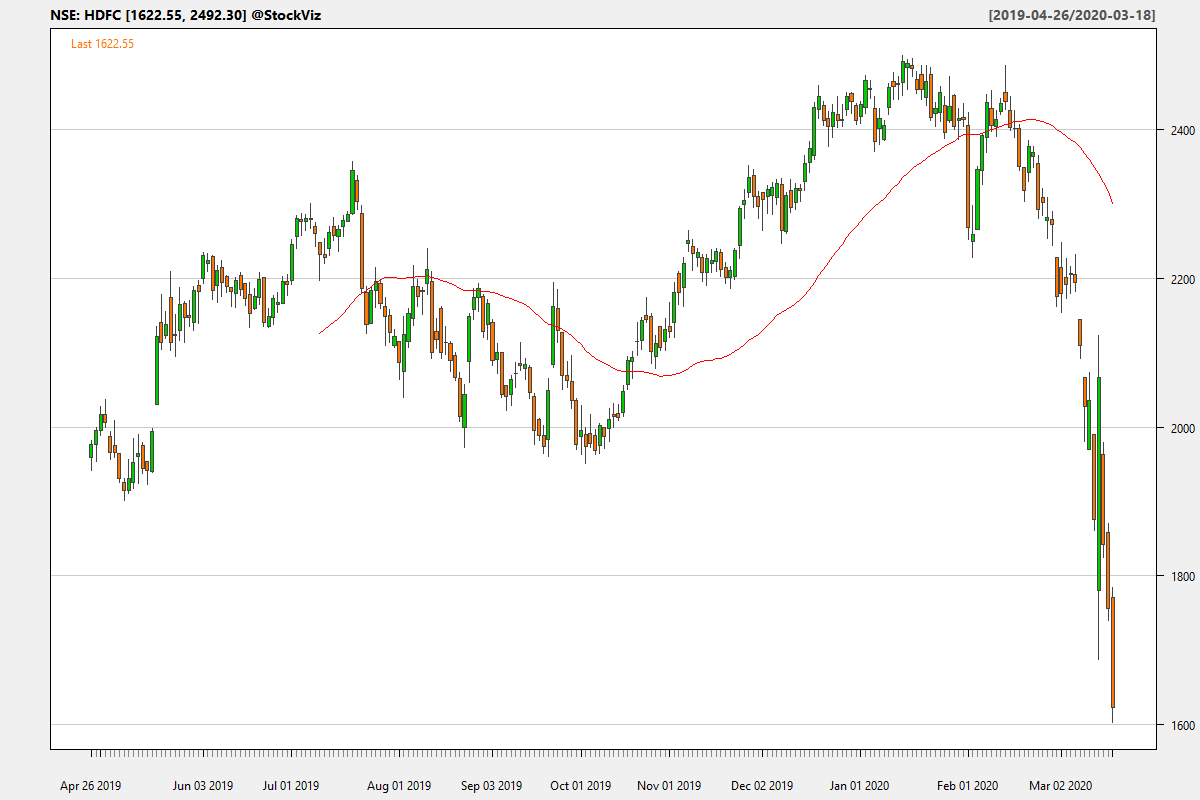 NSE: HDFC [1622.55, 2492.30] @StockViz
[2019-04-26/2020-03-18]
Last 1622.55
2400
2200
2000
1800
1600
Apr 26 2019
Jun 03 2019
Jul 01 2019
Aug 01 2019
Sep 03 2019
Oct 01 2019
Nov 01 2019
Dec 02 2019
Jan 01 2020
Feb 01 2020
Mar 02 2020